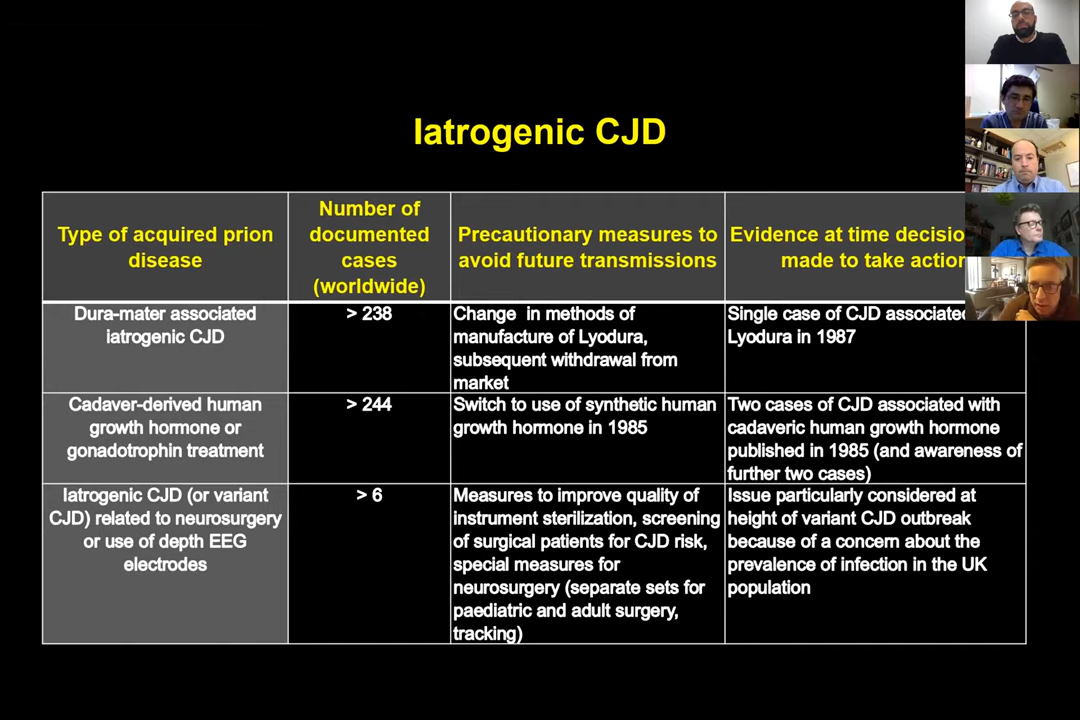 Iatrogenic CJD
Type of acquired prion
disease
Number of
documented
cases
(worldwide)
Precautionary measures to
avoid future transmissions
Evidence at time decisio
made to take action
Dura-mater associated
iatrogenic CJD
> 238
Change in methods of
manufacture of Lyodura,
subsequent withdrawal from
market
Single case of CJD associated
Lyodura in 1987
Cadaver-derived human
growth hormone or
gonadotrophin treatment
> 244
Switch to use of synthetic human
growth hormone in 1985
Two cases of CJD associated with
cadaveric human growth hormone
published in 1985 (and awareness of
further two cases)
Iatrogenic CJD (or variant
CJD) related to neurosurgery
or use of depth EEG
electrodes
> 6
Measures to improve quality of
instrument sterilization, screening
of surgical patients for CJD risk,
special measures for
neurosurgery (separate sets for
paediatric and adult surgery,
tracking)
Issue particularly considered at
height of variant CJD outbreak
because of a concern about the
prevalence of infection in the UK
population